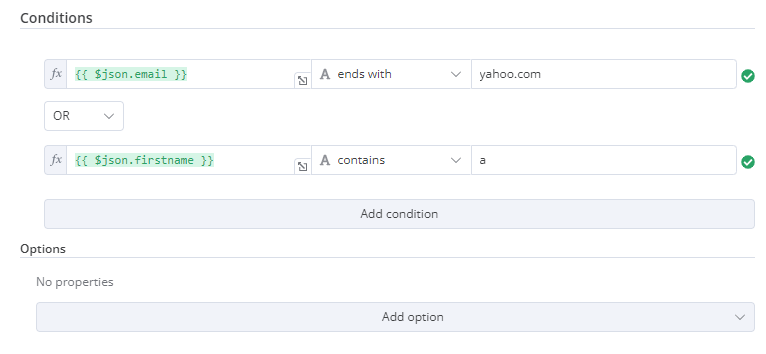 Conditions
fx {{ $json.email }} A ends with yahoo.com
OR
fx {{ $json.firstname }} A contains a
Add condition
Options
No properties
Add option